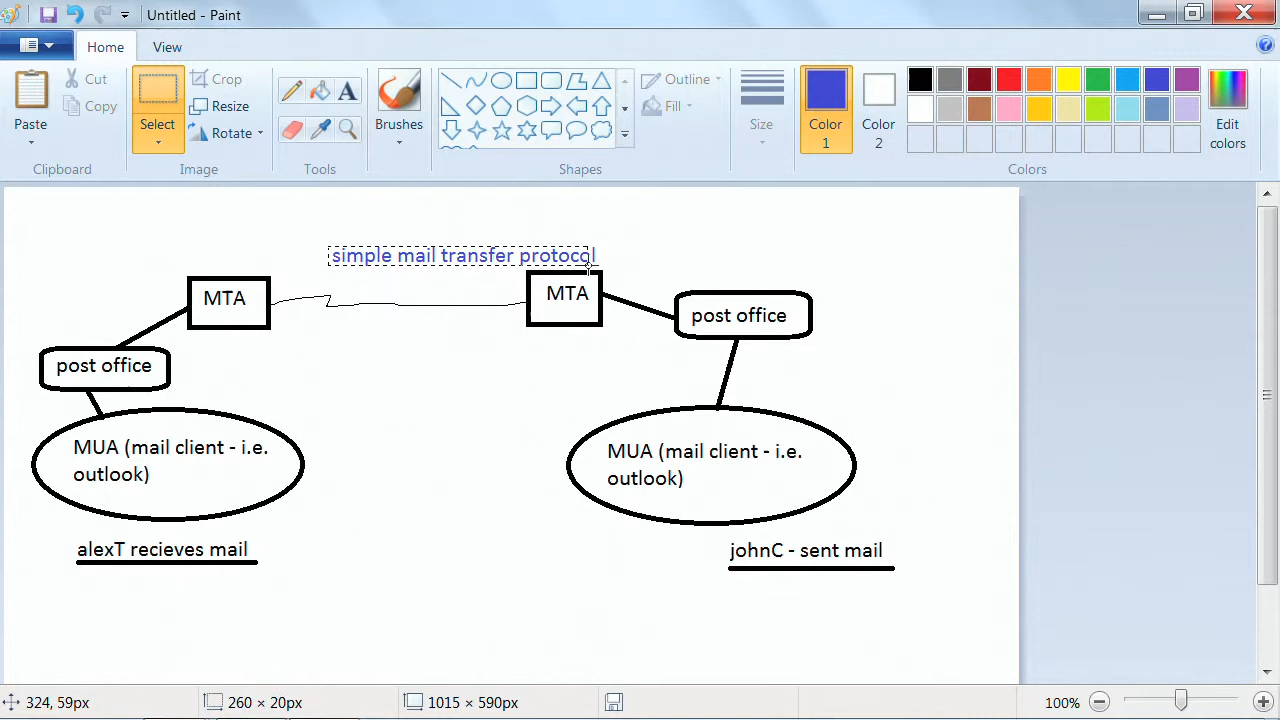 Untitled - Paint
Home
View
Paste
Cut
Copy
Clipboard
Select
Crop
Resize
Rotate
Image
A
Tools
Brushes
Shapes
Outline
Fill
Size
Color
1
Color
2
Edit
colors
Colors
simple mail transfer protocol
MTA
MTA
post office
post office
MUA (mail client - i.e.
outlook)
MUA (mail client - i.e.
outlook)
alexT recieves mail
johnC - sent mail
324, 59px
260 × 20px
1015 × 590px
100%